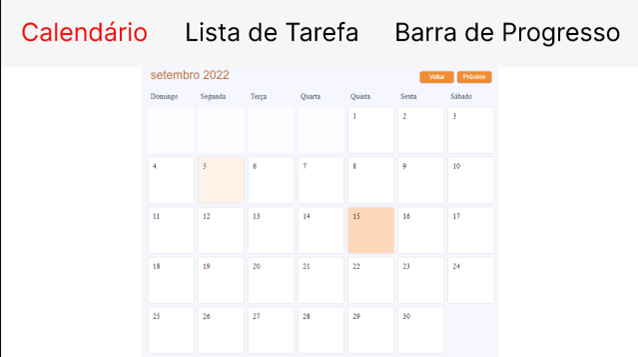 Calendário Lista de Tarefa Barra de Progresso
setembro 2022 Voltar Próximo
Domingo Segunda Terça Quarta Quinta Sexta Sábado
1 2 3
4 5 6 7 8 9 10
11 12 13 14 15 16 17
18 19 20 21 22 23 24
25 26 27 28 29 30